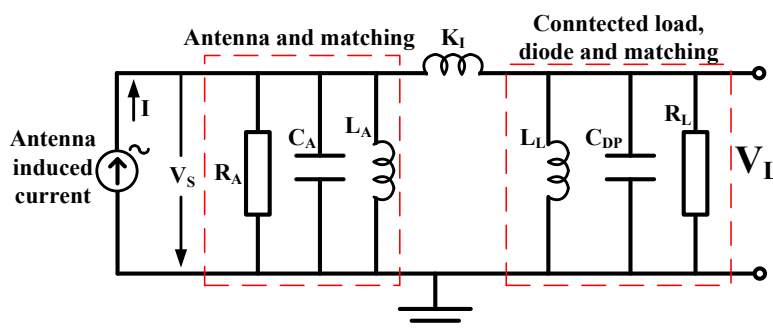 Antenna and matching
K_I
Conntected load,
diode and matching
I
Antenna
induced
current
V_S
R_A
C_A
L_A
L_L
C_DP
R_L
V_L